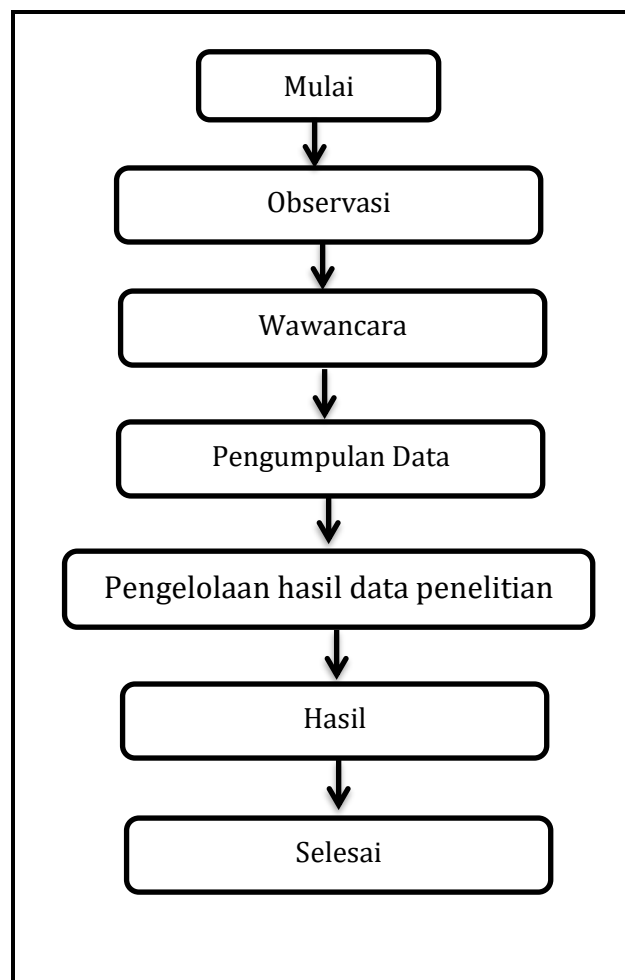 Mulai
Observasi
Wawancara
Pengumpulan Data
Pengelolaan hasil data penelitian
Hasil
Selesai